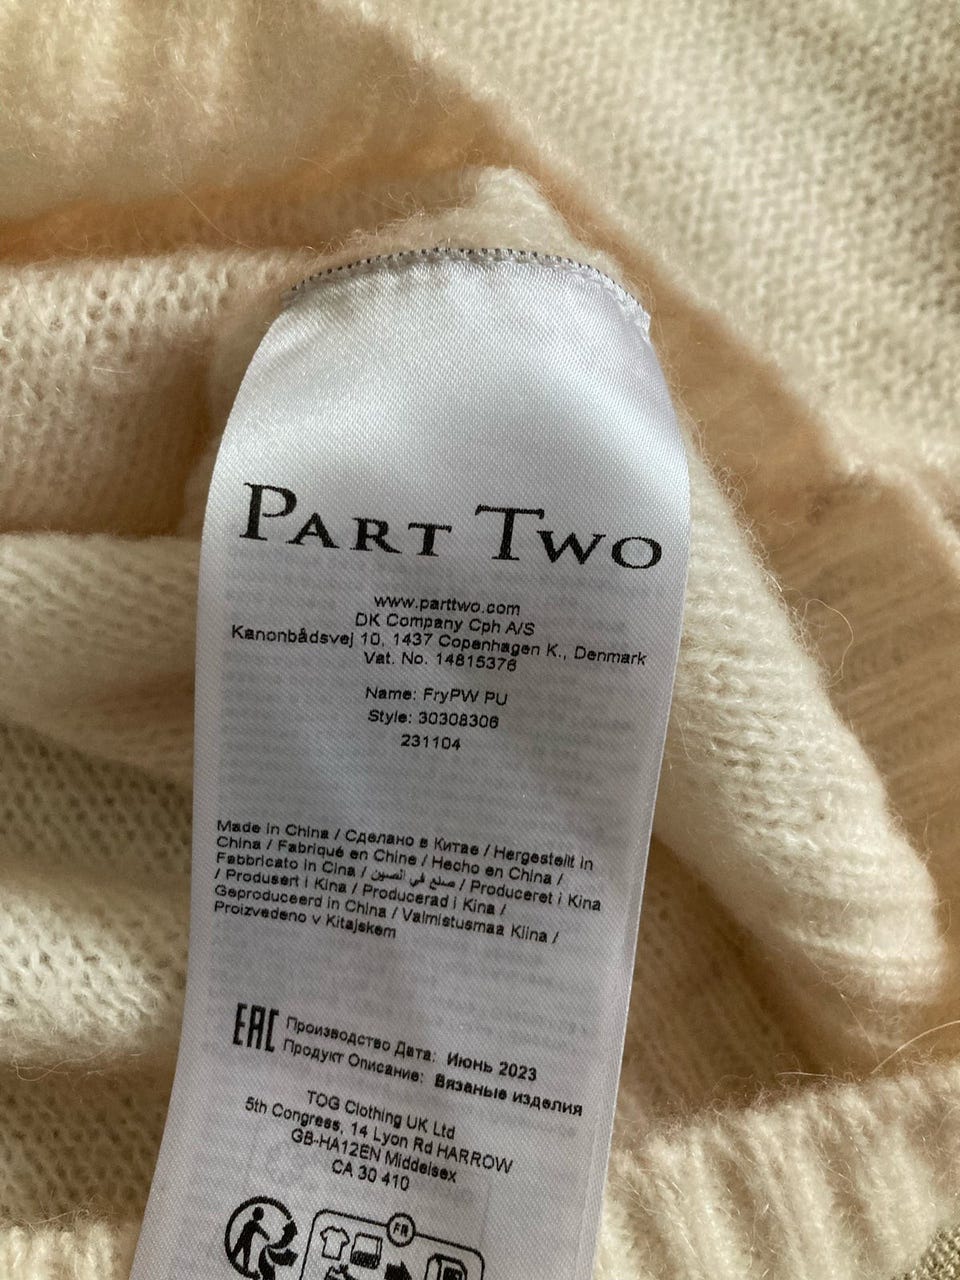 PART TWO
www.parttwo.com
DK Company Cph A/S
Kanonbådsvej 10, 1437 Copenhagen K., Denmark
Vat. No. 14815376
Name: FryPW PU
Style: 30308306
231104
Made in China / Сделано в Китае / Hergestellt in
China / Fabriqué en Chine / Hecho en China /
Fabbricato in Cina / صنع في الصين / Produceret i Kina
/ Produsert i Kina / Producerad i Kina /
Geproduceerd in China / Valmistusmaa Kiina /
Proizvedeno v Kitajskem
EAC Производство Дата: Июнь 2023
Продукт Описание: Вязаные изделия
TOG Clothing UK Ltd
5th Congress, 14 Lyon Rd HARROW
GB-HA12EN Middelsex
CA 30 410
FR